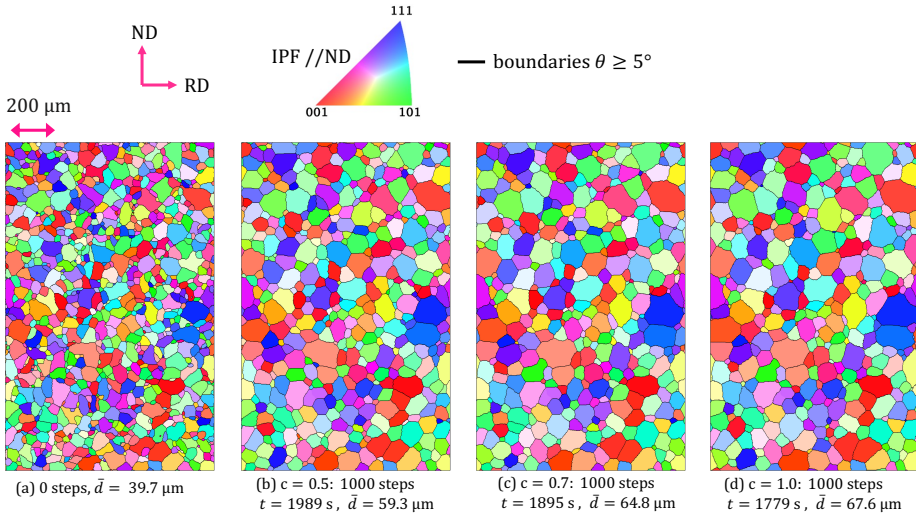 ND
RD
200 μm
IPF //ND
111
001
101
boundaries θ ≥ 5°
(a) 0 steps, d̄ = 39.7 μm
(b) c = 0.5: 1000 steps
t = 1989 s , d̄ = 59.3 μm
(c) c = 0.7: 1000 steps
t = 1895 s , d̄ = 64.8 μm
(d) c = 1.0: 1000 steps
t = 1779 s , d̄ = 67.6 μm